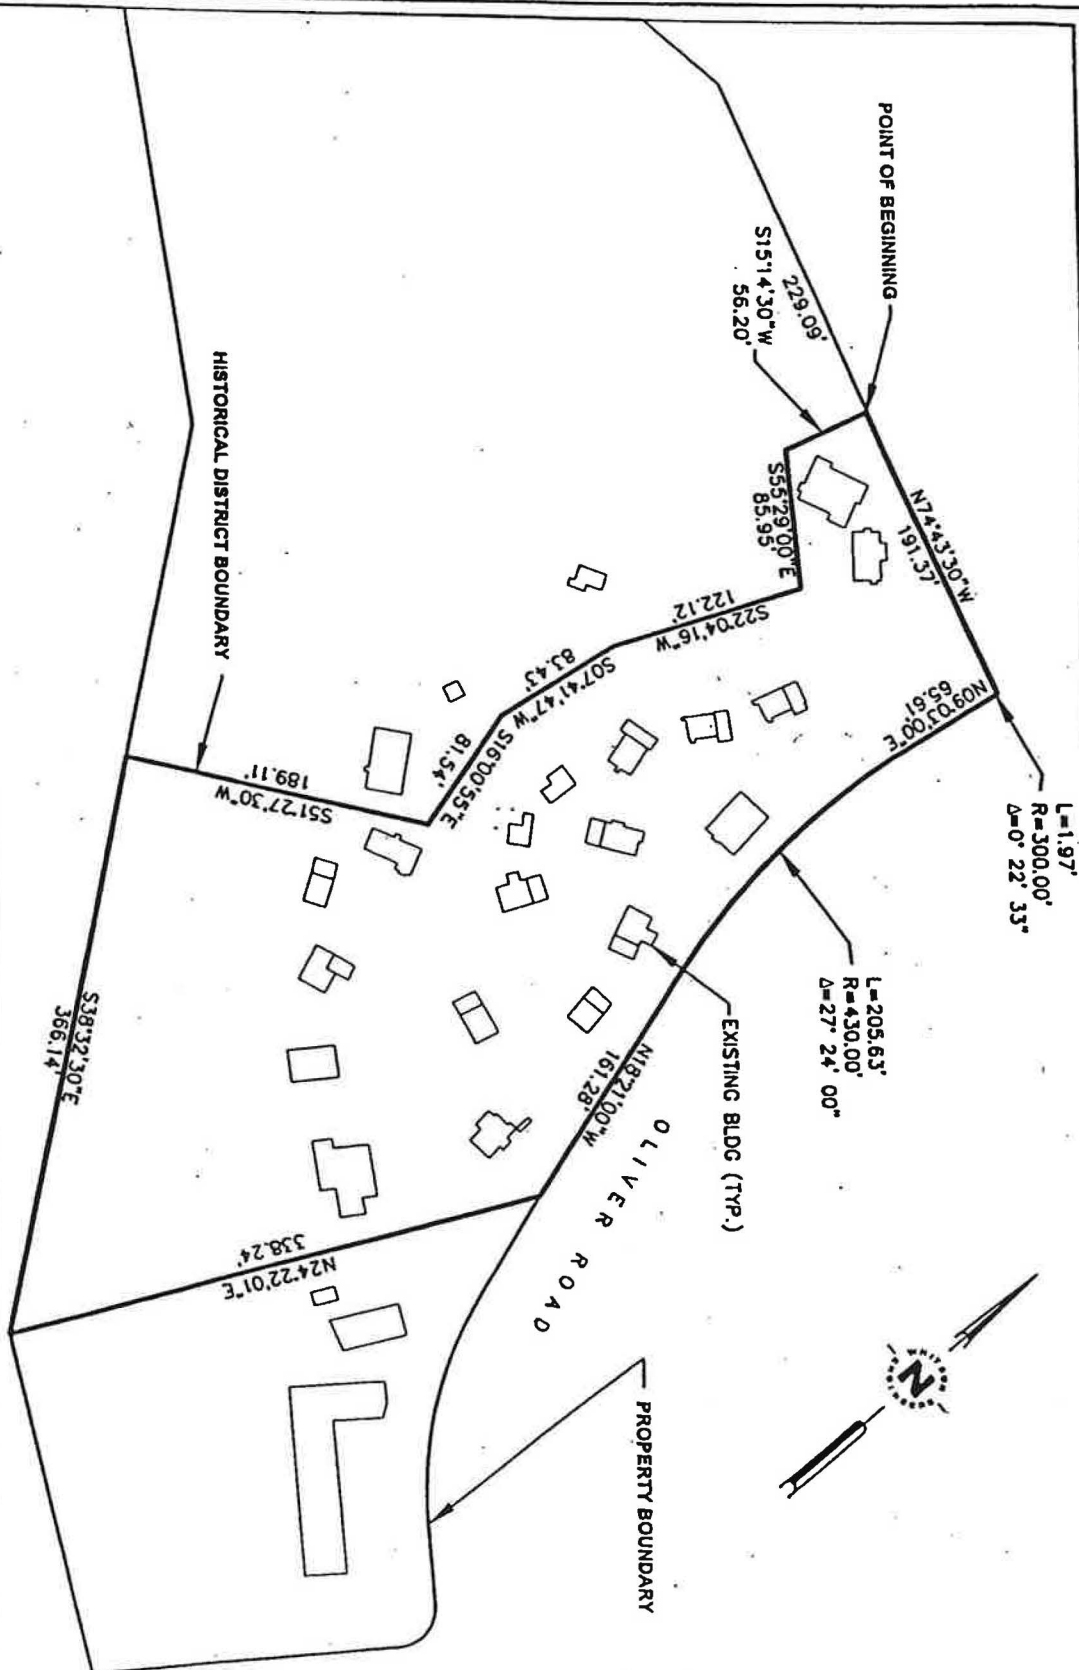 POINT OF BEGINNING
229.09'
S15°14'30"W
56.20'
N74°43'30"W
191.37'
S55°29'00"E
85.95'
S22°04'16"W
122.12'
S07°41'47"W
83.43'
S16°00'55"E
81.54'
S51°27'30"W
189.11'
HISTORICAL DISTRICT BOUNDARY
S38°32'30"E
366.14'
N24°22'01"E
338.24'
N18°21'00"W
161.28'
N09°03'00"E
65.61'
L=1.97'
R=300.00'
Δ=0° 22' 33"
L=205.63'
R=430.00'
Δ=27° 24' 00"
EXISTING BLDG (TYP.)
OLIVER ROAD
PROPERTY BOUNDARY
WHITSON
ENGINEERS
N